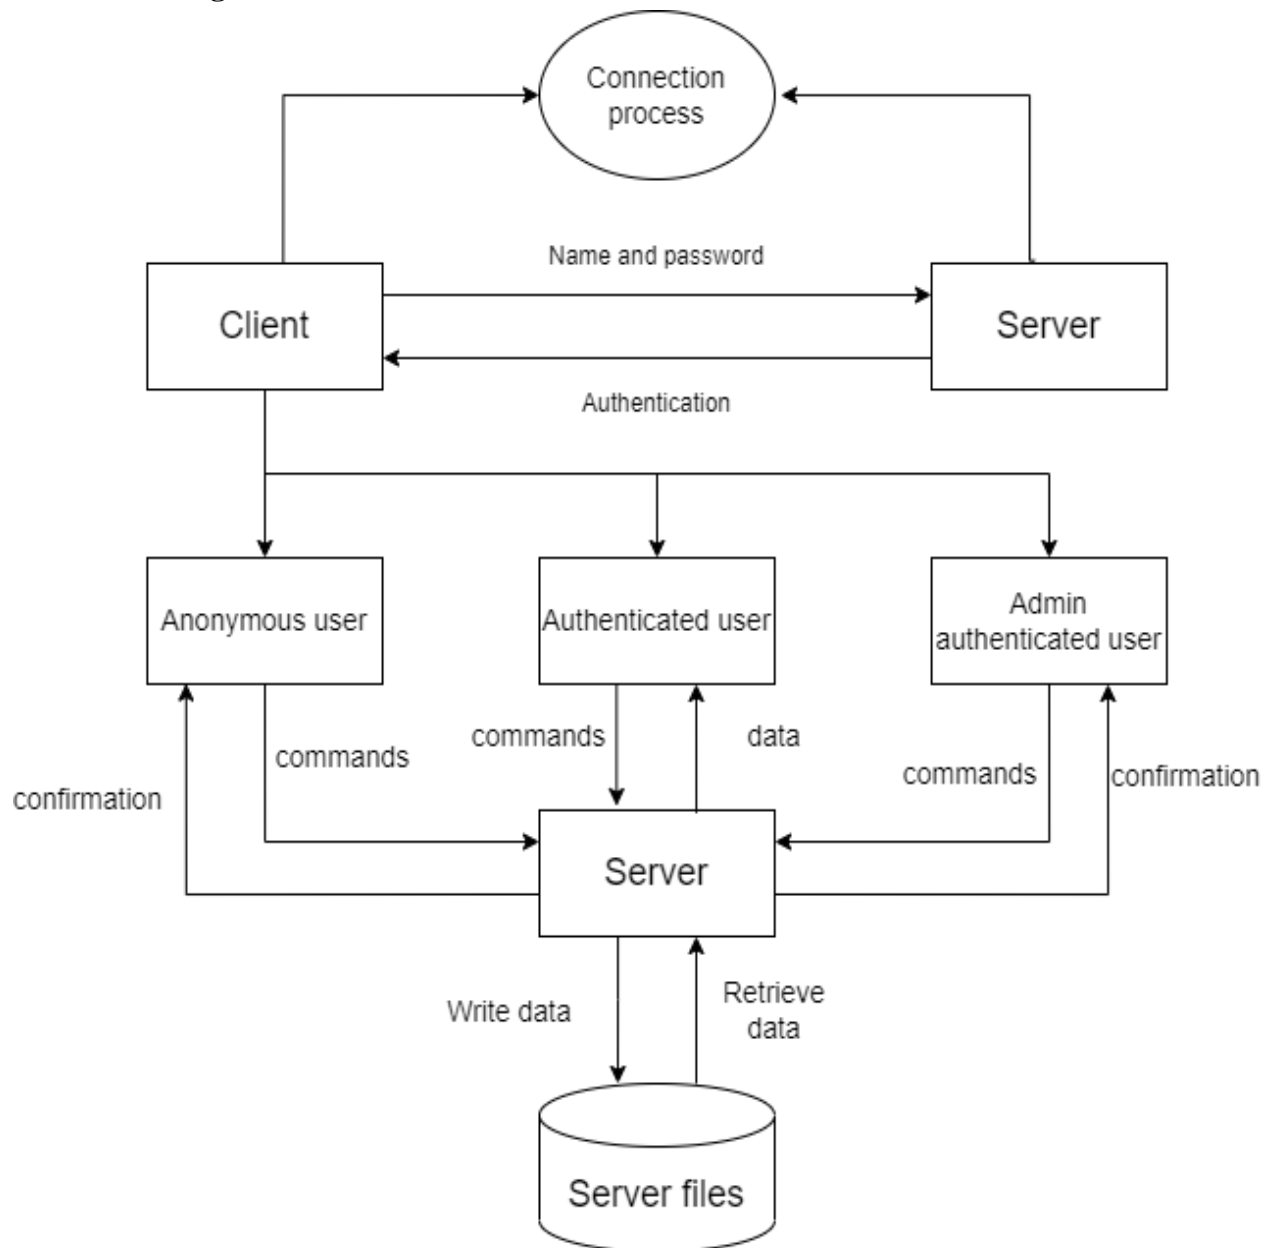 Connection
process
Name and password
Client
Server
Authentication
Anonymous user
Authenticated user
Admin
authenticated user
commands
data
commands
commands
confirmation
confirmation
Server
Write data
Retrieve
data
Server files